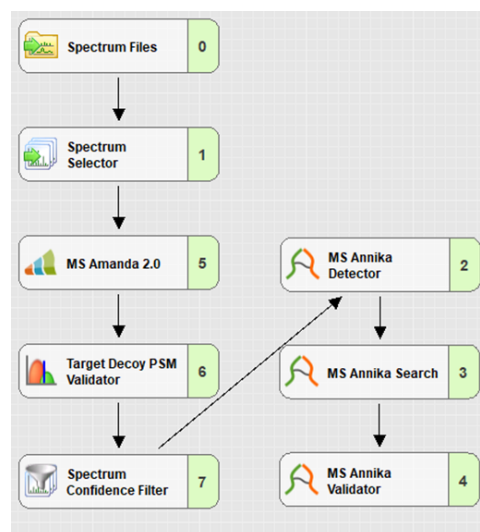 Spectrum Files 0
Spectrum
Selector 1
MS Amanda 2.0 5
Target Decoy PSM
Validator 6
Spectrum
Confidence Filter 7
MS Annika
Detector 2
MS Annika Search 3
MS Annika
Validator 4